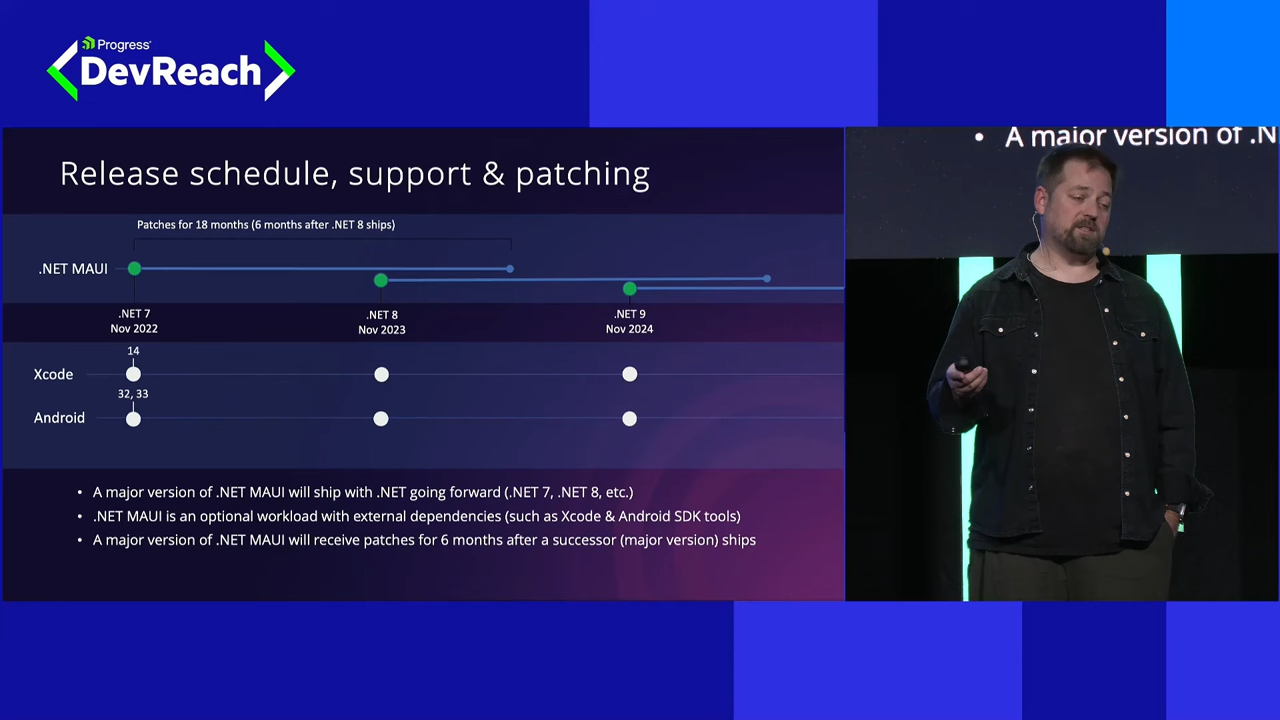 Progress
DevReach
Release schedule, support & patching
Patches for 18 months (6 months after .NET 8 ships)
.NET MAUI
.NET 7
Nov 2022
.NET 8
Nov 2023
.NET 9
Nov 2024
14
Xcode
32, 33
Android
• A major version of .NET MAUI will ship with .NET going forward (.NET 7, .NET 8, etc.)
• .NET MAUI is an optional workload with external dependencies (such as Xcode & Android SDK tools)
• A major version of .NET MAUI will receive patches for 6 months after a successor (major version) ships
• A major version of .N